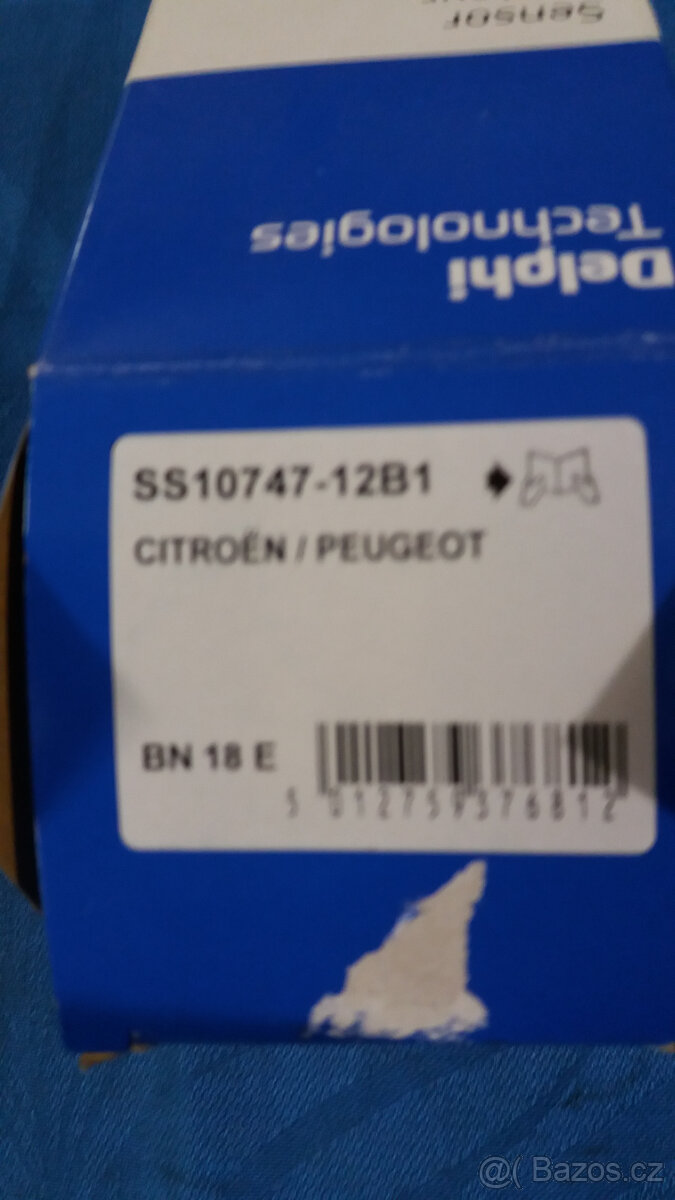 Sensor
Delphi
Technologies
SS10747-12B1
CITROËN / PEUGEOT
BN 18 E
5 012759 376812
@( Bazos.cz